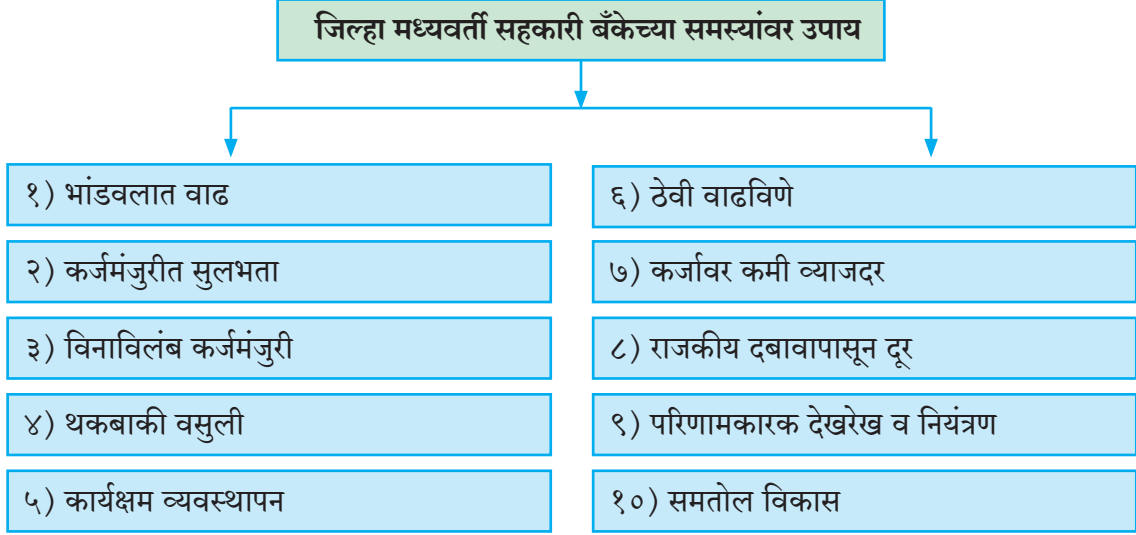 जिल्हा मध्यवर्ती सहकारी बँकेच्या समस्यांवर उपाय
१) भांडवलात वाढ
२) कर्जमंजुरीत सुलभता
३) विनाविलंब कर्जमंजुरी
४) थकबाकी वसुली
५) कार्यक्षम व्यवस्थापन
६) ठेवी वाढविणे
७) कर्जावर कमी व्याजदर
८) राजकीय दबावापासून दूर
९) परिणामकारक देखरेख व नियंत्रण
१०) समतोल विकास